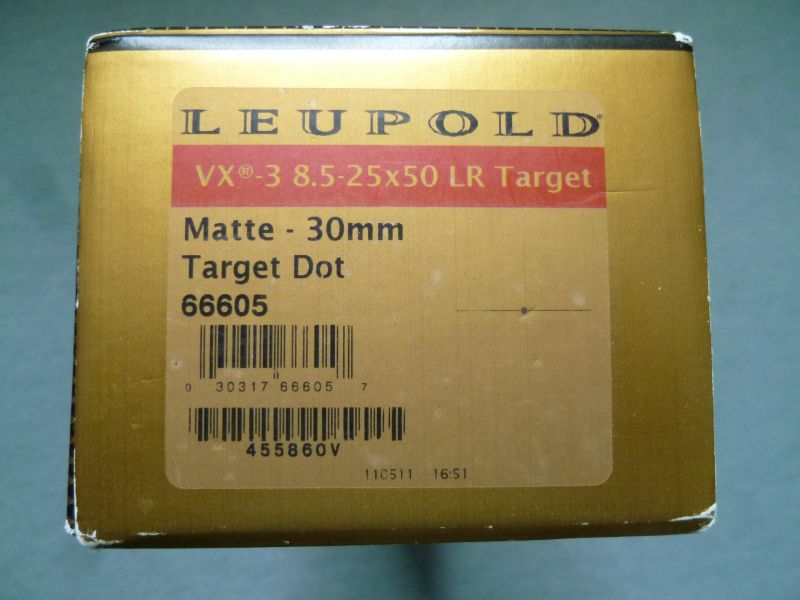 LEUPOLD®
VX®-3 8.5-25x50 LR Target
Matte - 30mm
Target Dot
66605
0 30317 66605 7
455860V
110511 16:51